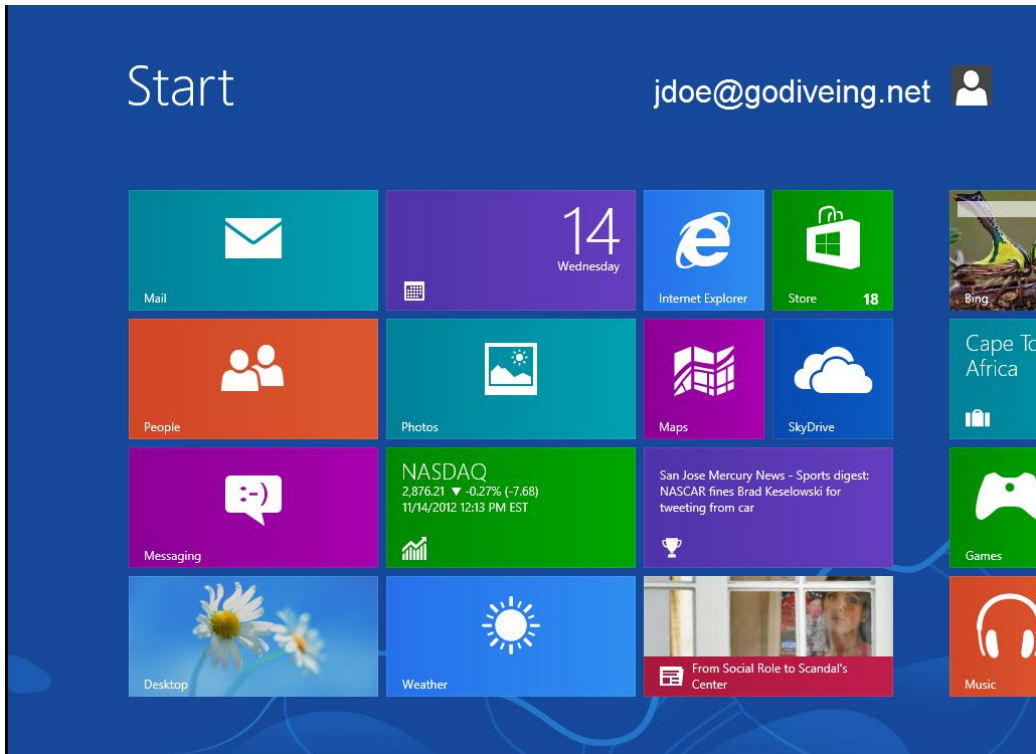 Start
jdoe@godiveing.net
Mail
14
Wednesday
Internet Explorer
Store
18
Bing
People
Photos
Maps
SkyDrive
Cape To
Africa
Messaging
:-)
NASDAQ
2,876.21 ▼ -0.27% (-7.68)
11/14/2012 12:13 PM EST
San Jose Mercury News - Sports digest:
NASCAR fines Brad Keselowski for
tweeting from car
Games
Desktop
Weather
From Social Role to Scandal's
Center
Music